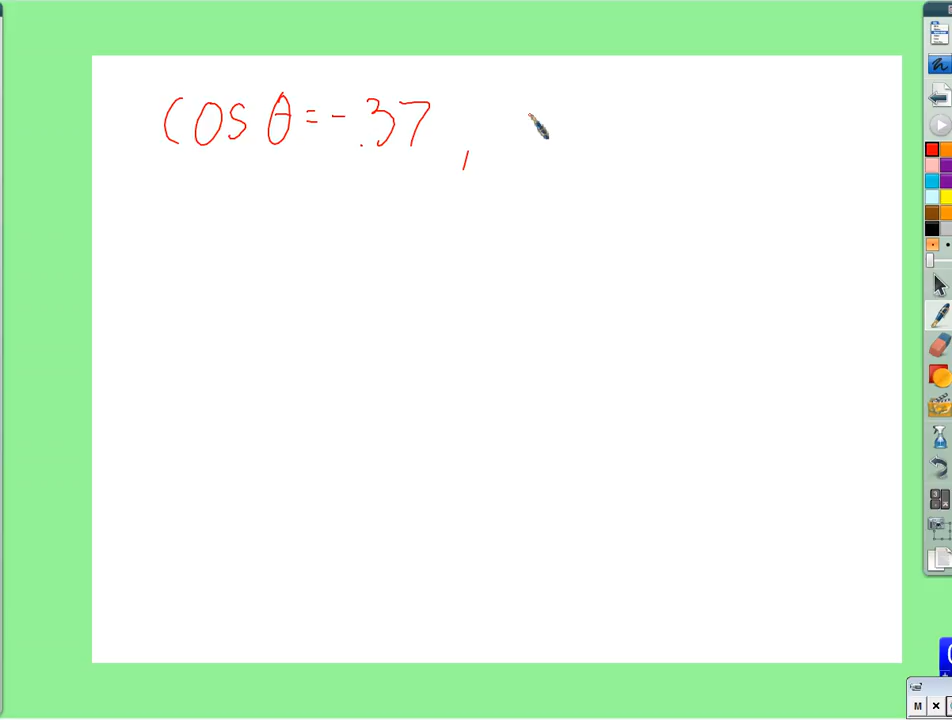 cos θ = -.37 ,
M